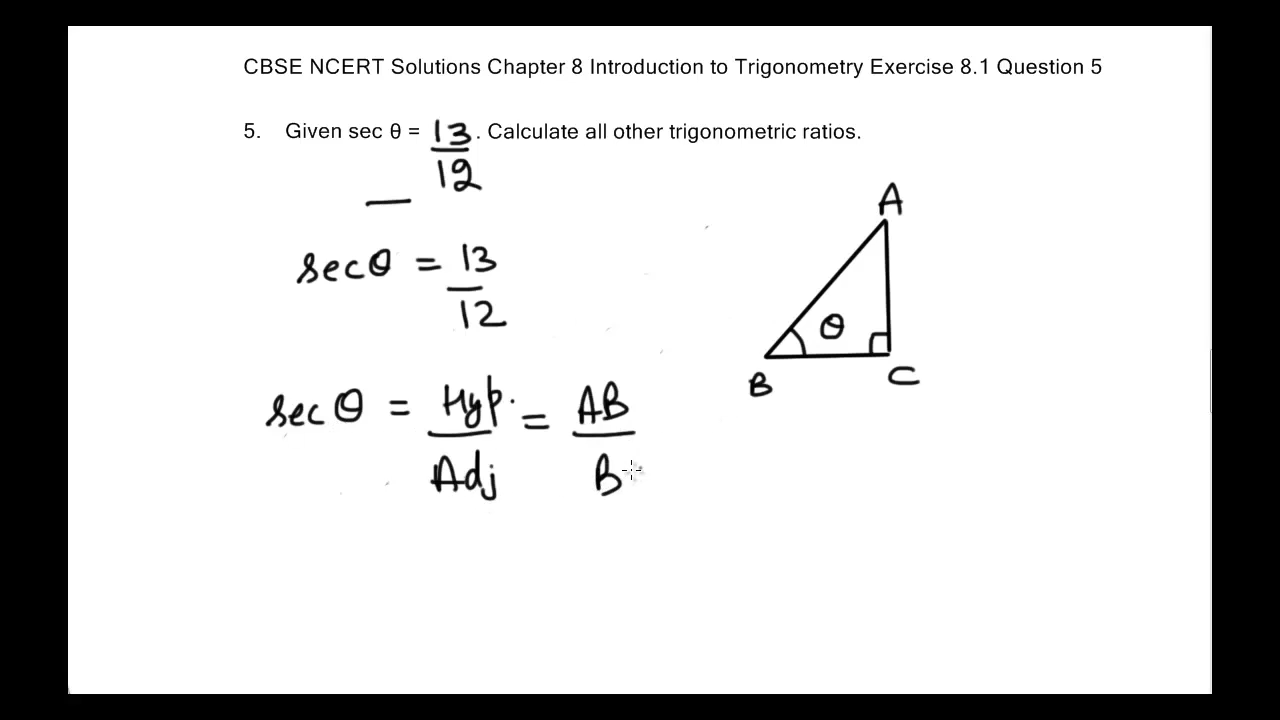 CBSE NCERT Solutions Chapter 8 Introduction to Trigonometry Exercise 8.1 Question 5
5. Given sec θ = 13/12. Calculate all other trigonometric ratios.
sec θ = 13/12
sec θ = Hyp./Adj = AB/B
A
θ
B
C